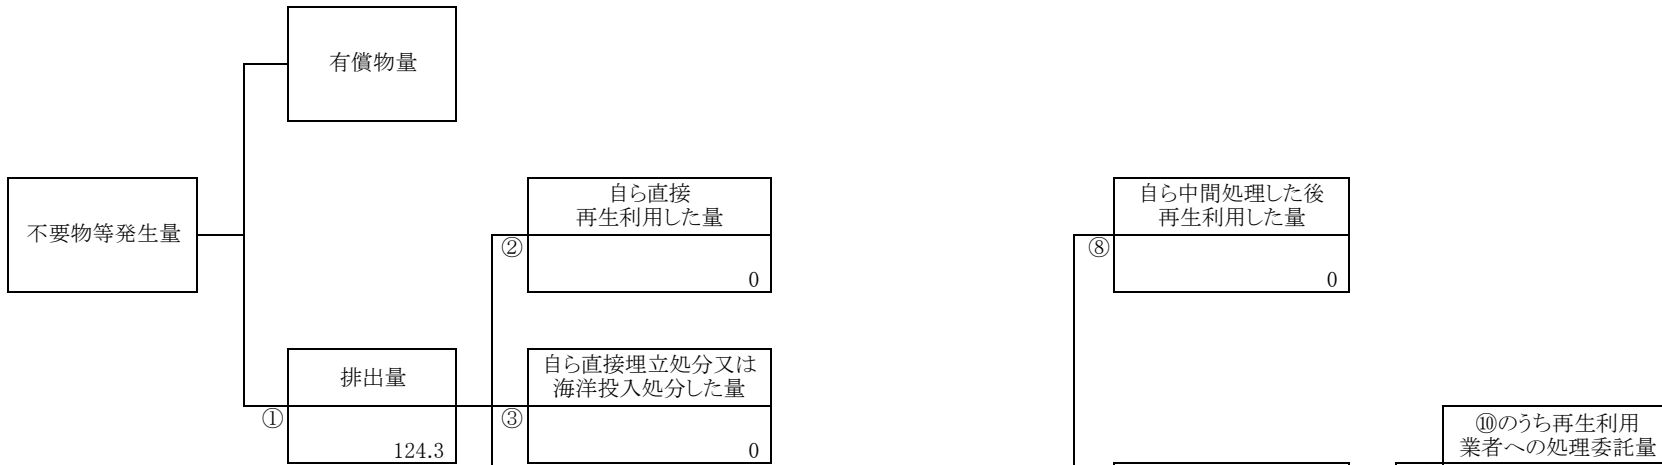 有償物量
不要物等発生量
自ら直接
再生利用した量
②
0
自ら中間処理した後
再生利用した量
⑧
0
排出量
①
124.3
自ら直接埋立処分又は
海洋投入処分した量
③
0
⑩のうち再生利用
業者への処理委託量